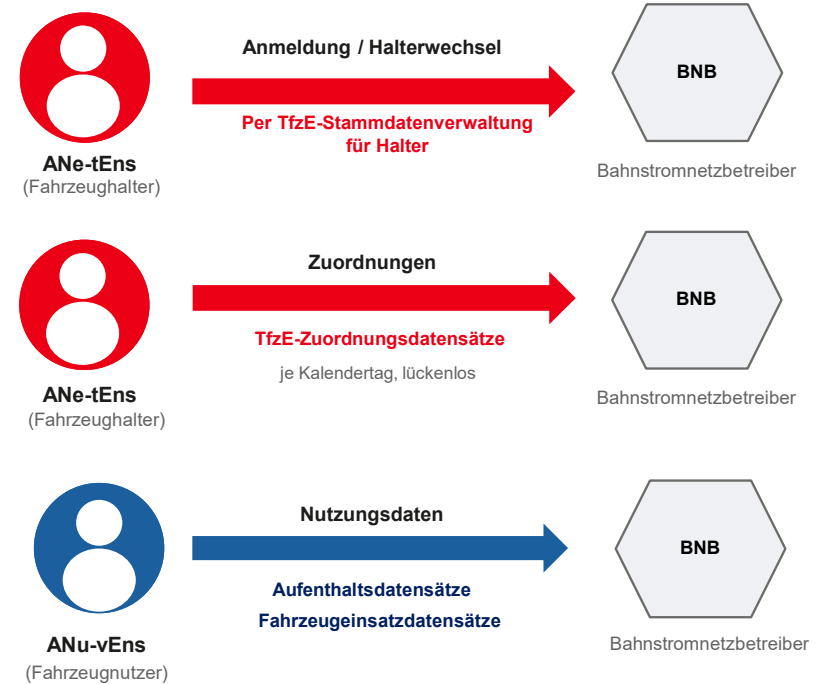 Anmeldung / Halterwechsel
BNB
Per TfzE-Stammdatenverwaltung
für Halter
ANe-tEns
(Fahrzeughalter)
Bahnstromnetzbetreiber
Zuordnungen
BNB
TfzE-Zuordnungsdatensätze
je Kalendertag, lückenlos
ANe-tEns
(Fahrzeughalter)
Bahnstromnetzbetreiber
Nutzungsdaten
BNB
Aufenthaltsdatensätze
Fahrzeugeinsatzdatensätze
ANu-vEns
(Fahrzeugnutzer)
Bahnstromnetzbetreiber